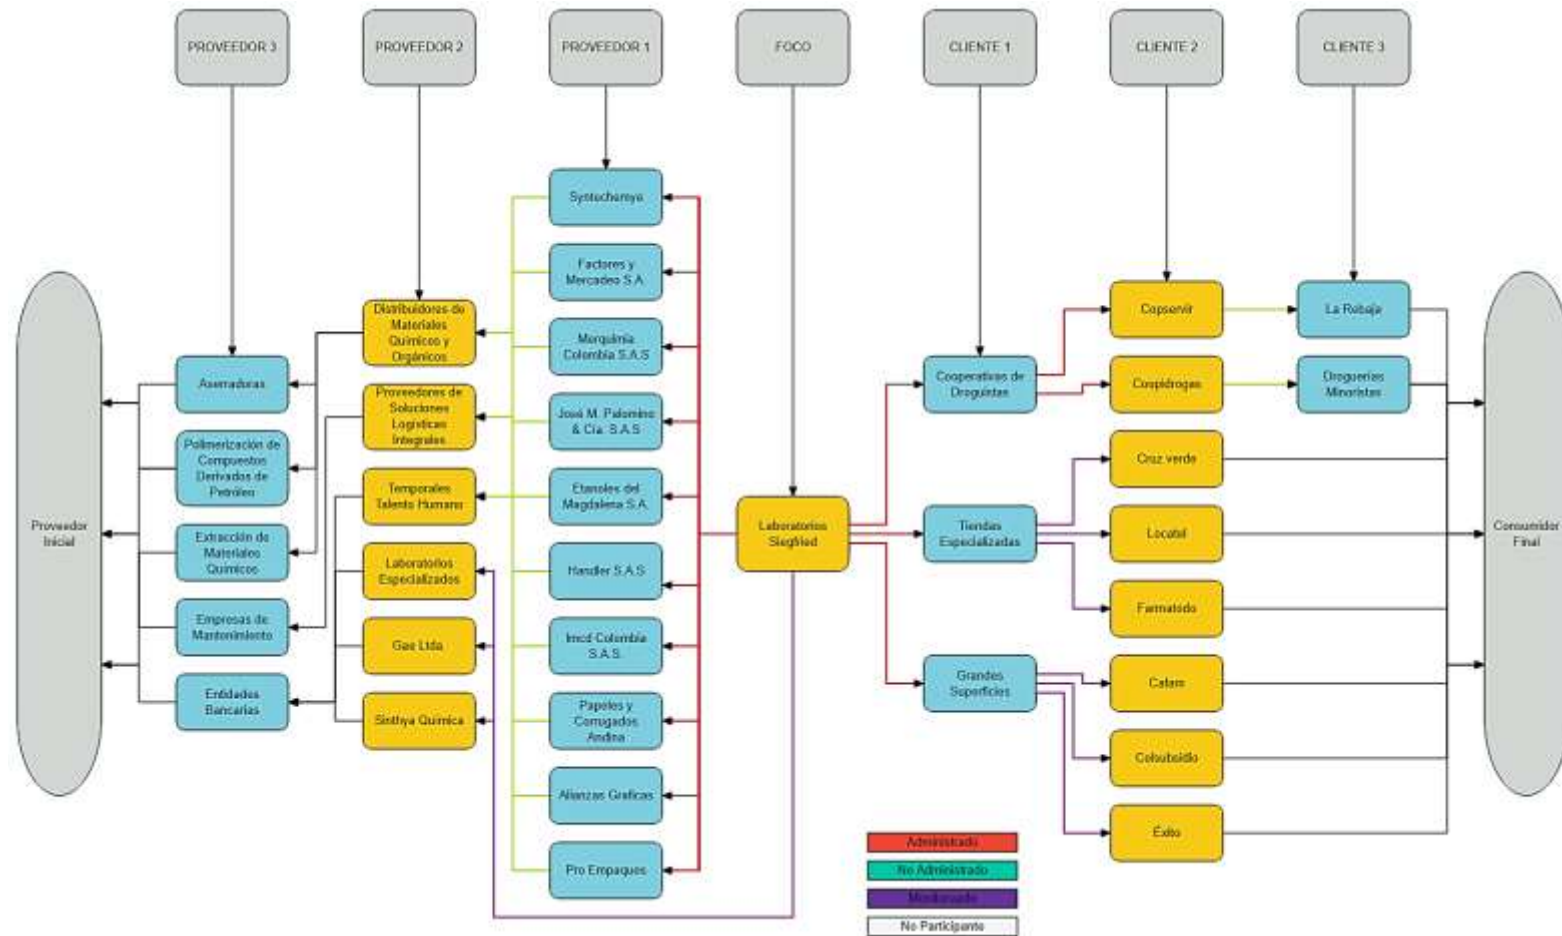 PROVEEDOR 3
PROVEEDOR 2
PROVEEDOR 1
FOCO
CLIENTE 1
CLIENTE 2
CLIENTE 3
Proveedor
Inicial
Aserraduras
Polimerización de
Compuestos
Derivados de
Petróleo
Extracción de
Materiales
Químicos
Empresas de
Mantenimiento
Entidades
Bancarias
Distribuidores de
Materiales
Químicos y
Orgánicos
Proveedores de
Soluciones
Logísticas
Integrales
Temporales
Talento Humano
Laboratorios
Especializados
Gae Ltda
Sinthya Química
Syntechemye
Factores y
Mercadeo S.A
Merquimia
Colombia S.A.S
José M. Palomino
& Cía. S.A.S
Etanoles del
Magdalena S.A.
Handler S.A.S
Imcd Colombia
S.A.S.
Papeles y
Corrugados
Andina
Alianzas Graficas
Pro Empaques
Laboratorios
Siegfried
Cooperativas de
Droguistas
Tiendas
Especializadas
Grandes
Superficies
Copservir
Coopidrogas
Cruz verde
Locatel
Farmatodo
Cafam
Colsubsidio
Éxito
La Rebaja
Droguerías
Minoristas
Consumidor
Final
Administrado
No Administrado
Monitoreado
No Participante